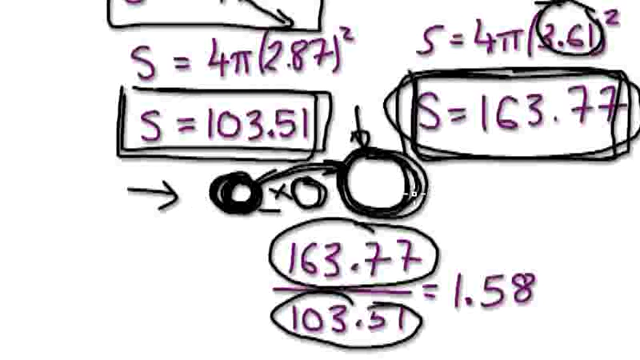 S = 4π(2.87)²
S = 103.51
S = 4π(3.61)²
S = 163.77
x
163.77
103.51
= 1.58